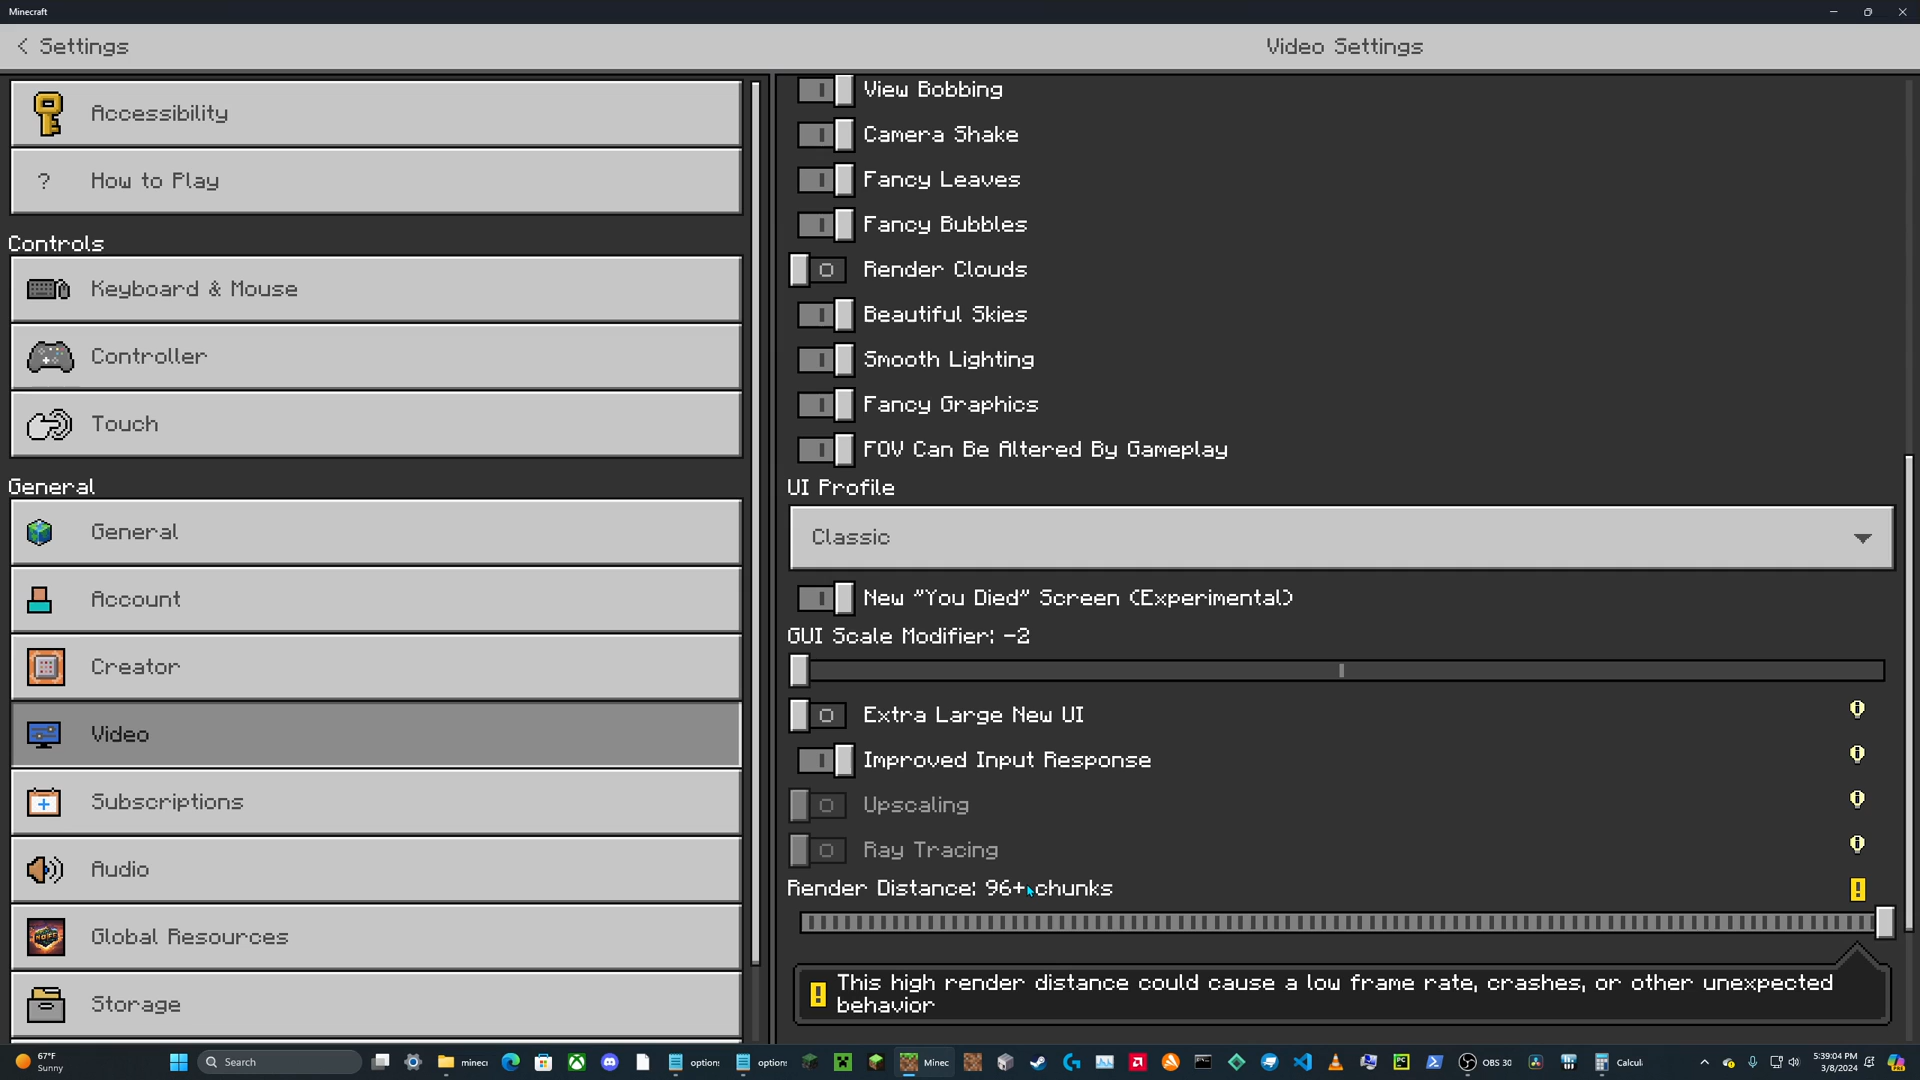 Minecraft
Settings
Video Settings
Accessibility
How to Play
Controls
Keyboard & Mouse
Controller
Touch
General
General
Account
Creator
Video
Subscriptions
Audio
Global Resources
Storage
View Bobbing
Camera Shake
Fancy Leaves
Fancy Bubbles
Render Clouds
Beautiful Skies
Smooth Lighting
Fancy Graphics
FOV Can Be Altered By Gameplay
UI Profile
Classic
New "You Died" Screen (Experimental)
GUI Scale Modifier: -2
Extra Large New UI
Improved Input Response
Upscaling
Ray Tracing
Render Distance: 96+ chunks
This high render distance could cause a low frame rate, crashes, or other unexpected
behavior
67°F
Sunny
Search
minec
options
options
Minec
OBS 30
Calcul
5:39:04 PM
3/8/2024